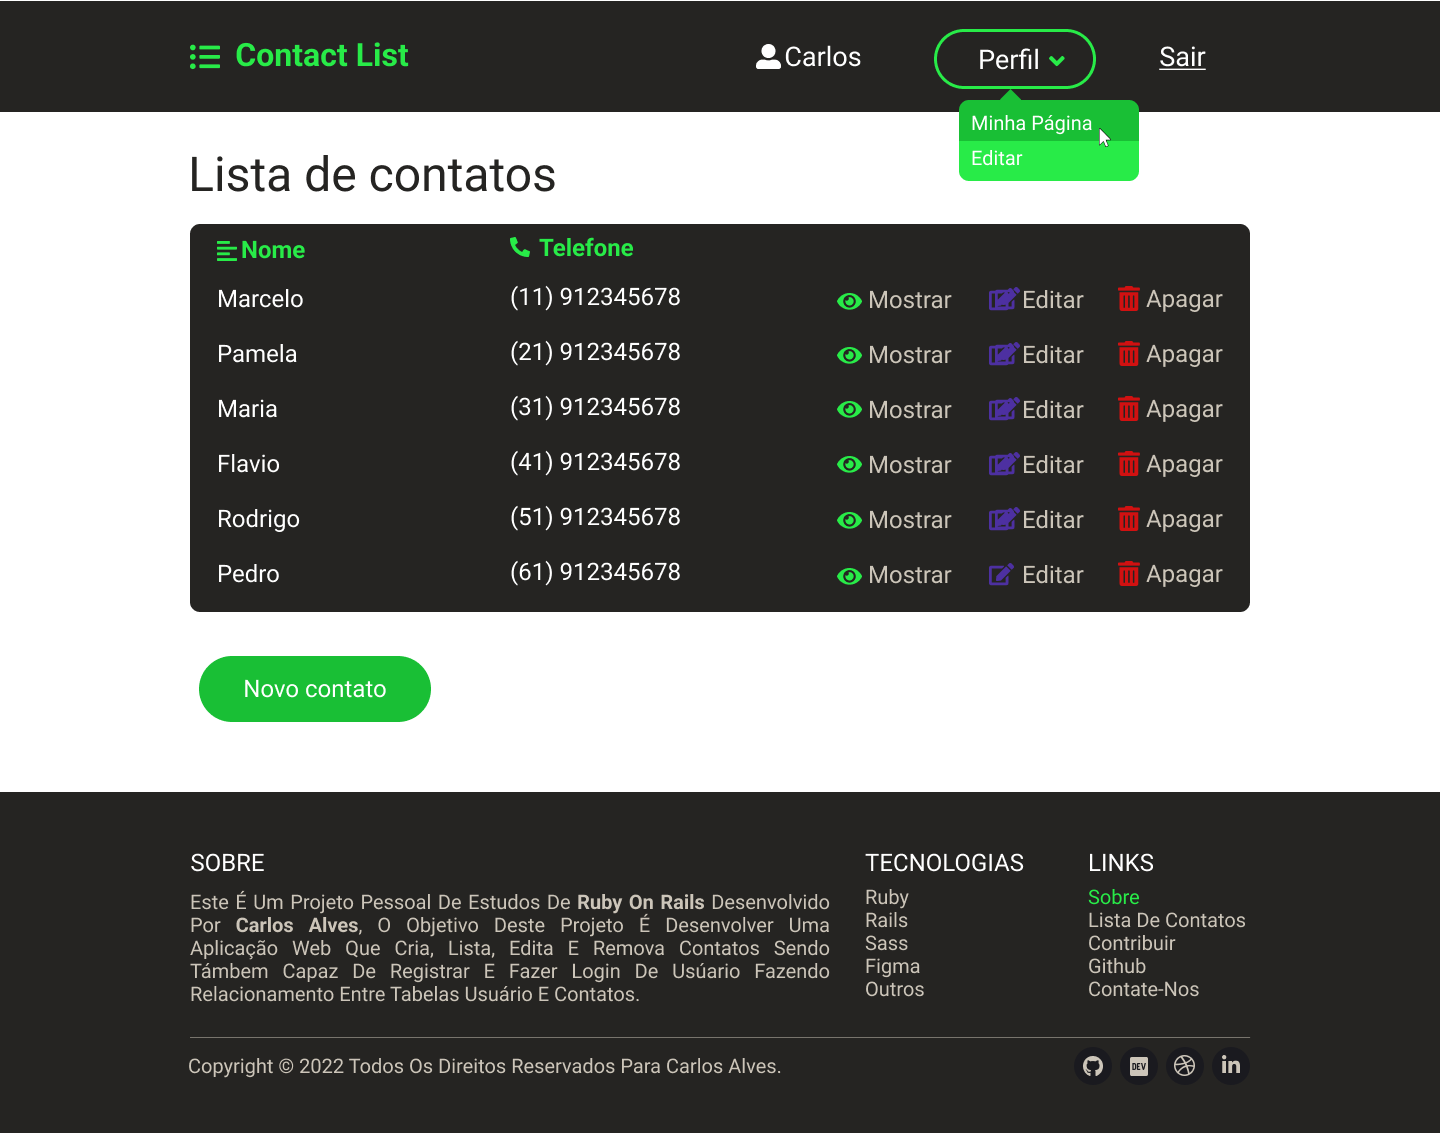 Contact List
Carlos
Perfil
Sair
Minha Página
Editar
Lista de contatos
Nome Telefone
Marcelo (11) 912345678 Mostrar Editar Apagar
Pamela (21) 912345678 Mostrar Editar Apagar
Maria (31) 912345678 Mostrar Editar Apagar
Flavio (41) 912345678 Mostrar Editar Apagar
Rodrigo (51) 912345678 Mostrar Editar Apagar
Pedro (61) 912345678 Mostrar Editar Apagar
Novo contato
SOBRE
Este É Um Projeto Pessoal De Estudos De Ruby On Rails Desenvolvido
Por Carlos Alves, O Objetivo Deste Projeto É Desenvolver Uma
Aplicação Web Que Cria, Lista, Edita E Remova Contatos Sendo
Támbem Capaz De Registrar E Fazer Login De Usúario Fazendo
Relacionamento Entre Tabelas Usuário E Contatos.
TECNOLOGIAS
Ruby
Rails
Sass
Figma
Outros
LINKS
Sobre
Lista De Contatos
Contribuir
Github
Contate-Nos
Copyright © 2022 Todos Os Direitos Reservados Para Carlos Alves.
DEV
in